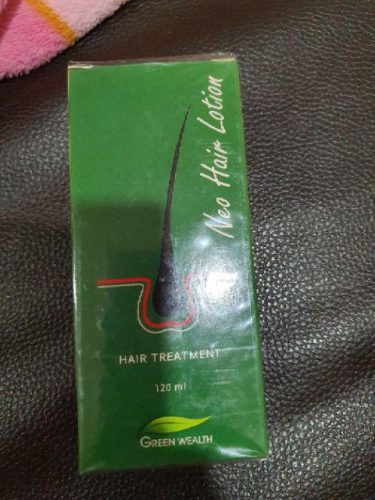 Neo Hair Lotion
HAIR TREATMENT
120 ml
GREEN WEALTH